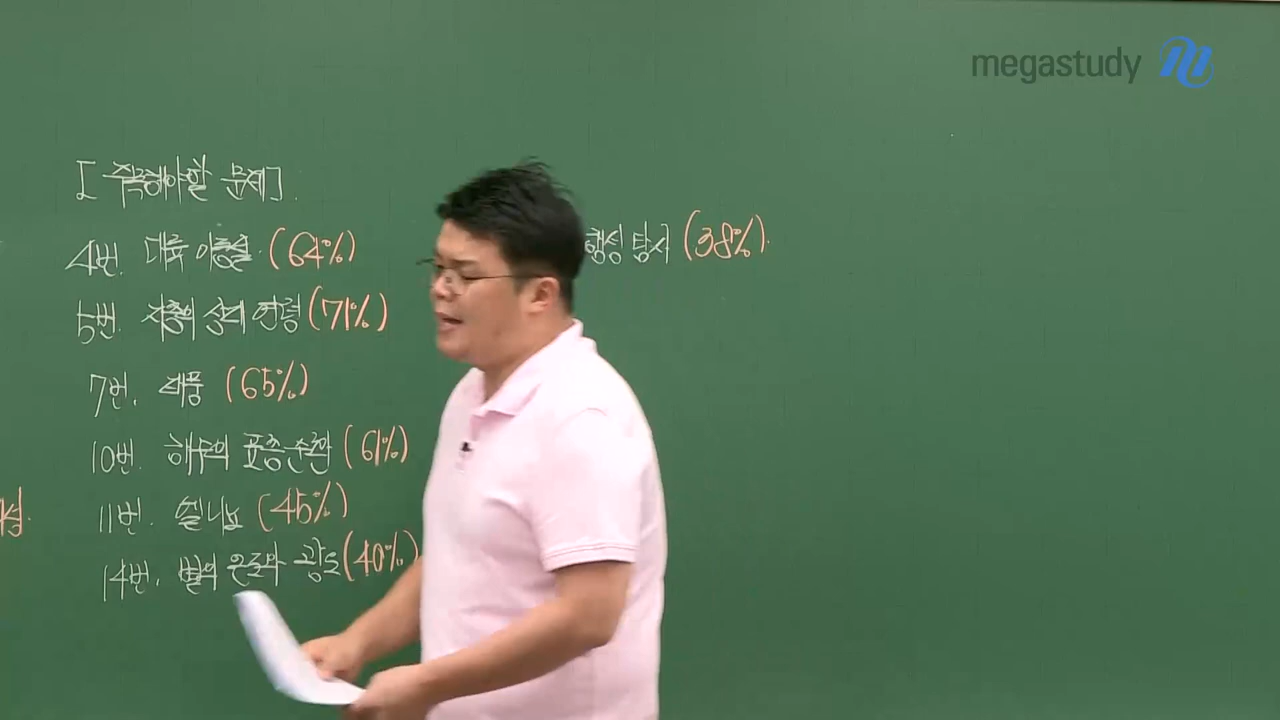 megastudy
[주목해야할 문제].
4번. 대륙 이동설. (64%)
행성 탐사 (38%).
5번. 지층의 상대 연령 (71%)
7번. 태풍 (65%)
10번. 해수의 표층순환 (61%)
11번. 엘니뇨 (45%)
14번. 별의 온도와 광도 (40%)